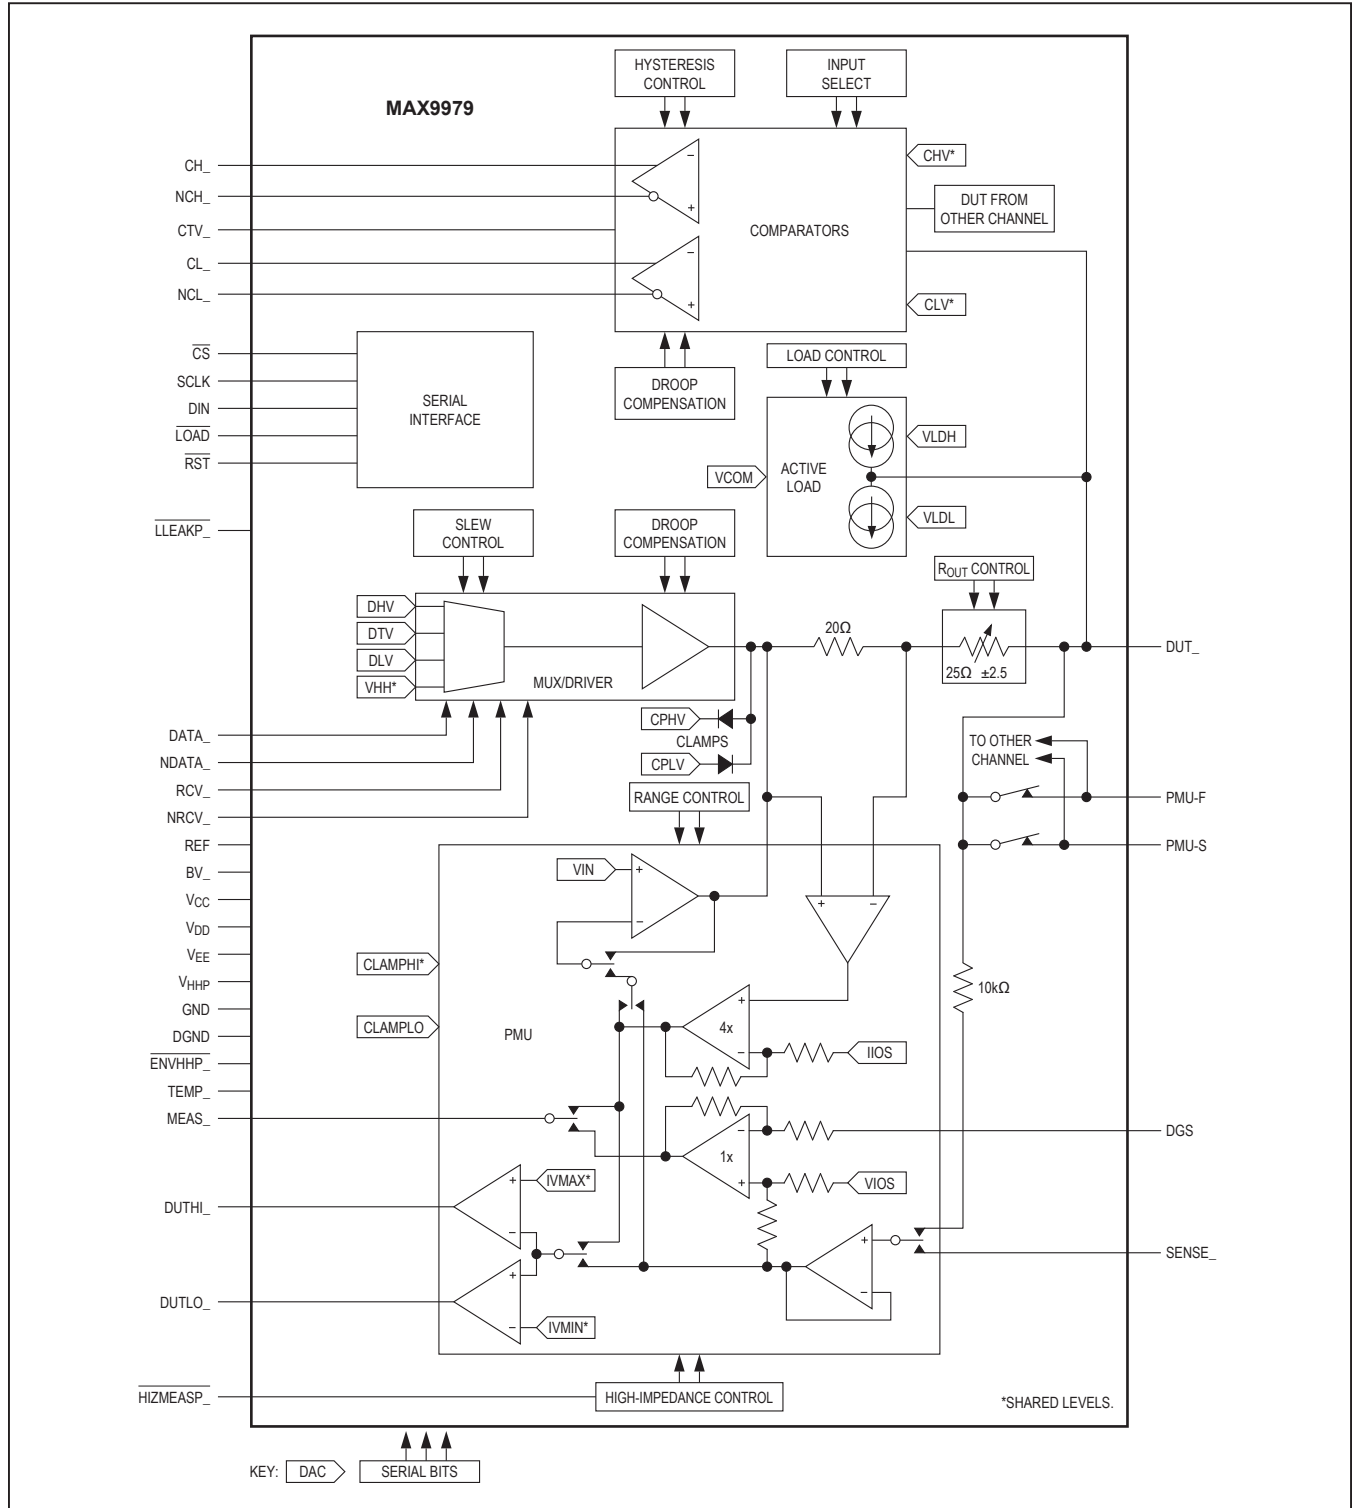 MAX9979
HYSTERESIS
CONTROL
INPUT
SELECT
CH_
NCH_
CTV_
CL_
NCL_
−
+
−
+
COMPARATORS
CHV*
DUT FROM
OTHER CHANNEL
CLV*
CS
SCLK
DIN
LOAD
RST
SERIAL
INTERFACE
DROOP
COMPENSATION
LOAD CONTROL
VCOM
ACTIVE
LOAD
VLDH
VLDL
LLEAKP_
SLEW
CONTROL
DROOP
COMPENSATION
ROUT CONTROL
DHV
DTV
DLV
VHH*
MUX/DRIVER
20Ω
25Ω ±2.5
DUT_
CPHV
CLAMPS
CPLV
DATA_
NDATA_
RCV_
NRCV_
TO OTHER
CHANNEL
PMU-F
PMU-S
RANGE CONTROL
REF
BV_
VCC
VDD
VEE
VHHP
GND
DGND
ENVHHP_
TEMP_
MEAS_
VIN
+
−
+ −
CLAMPHI*
CLAMPLO
PMU
10kΩ
+
4x
−
IIOS
−
1x
+
DGS
VIOS
DUTHI_
+
−
IVMAX*
+
−
SENSE_
DUTLO_
+
−
IVMIN*
HIZMEASP_
HIGH-IMPEDANCE CONTROL
*SHARED LEVELS.
KEY:
DAC
SERIAL BITS